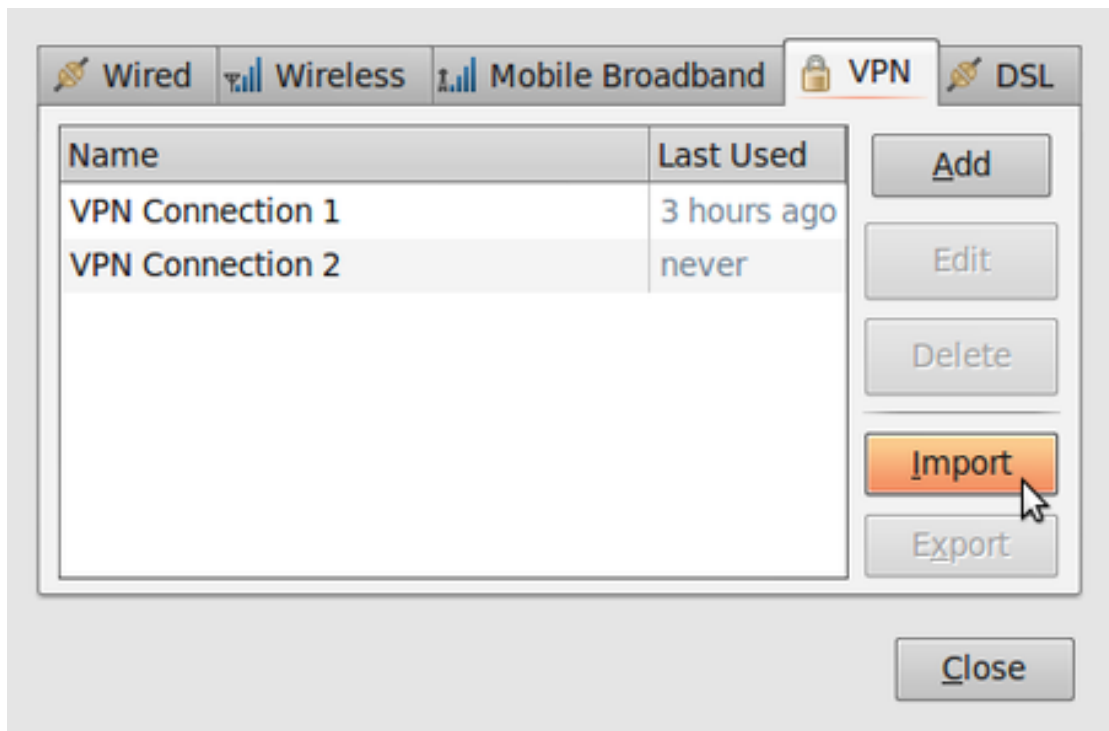 Wired Wireless Mobile Broadband VPN DSL
Name Last Used
VPN Connection 1 3 hours ago
VPN Connection 2 never
Add
Edit
Delete
Import
Export
Close